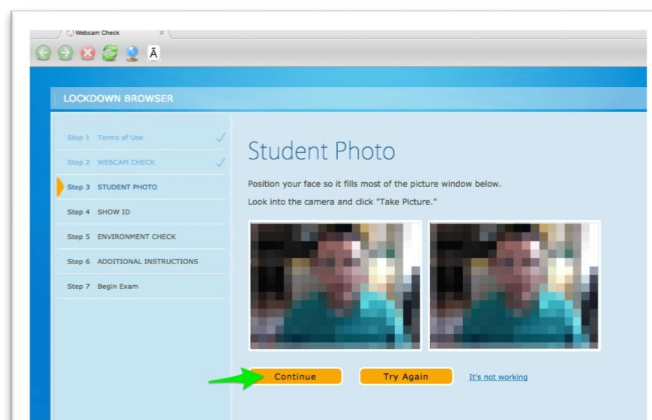 Webcam Check
Ā
LOCKDOWN BROWSER
Step 1 Terms of Use
Step 2 WEBCAM CHECK
Step 3 STUDENT PHOTO
Step 4 SHOW ID
Step 5 ENVIRONMENT CHECK
Step 6 ADDITIONAL INSTRUCTIONS
Step 7 Begin Exam
Student Photo
Position your face so it fills most of the picture window below.
Look into the camera and click "Take Picture."
Continue
Try Again
It's not working